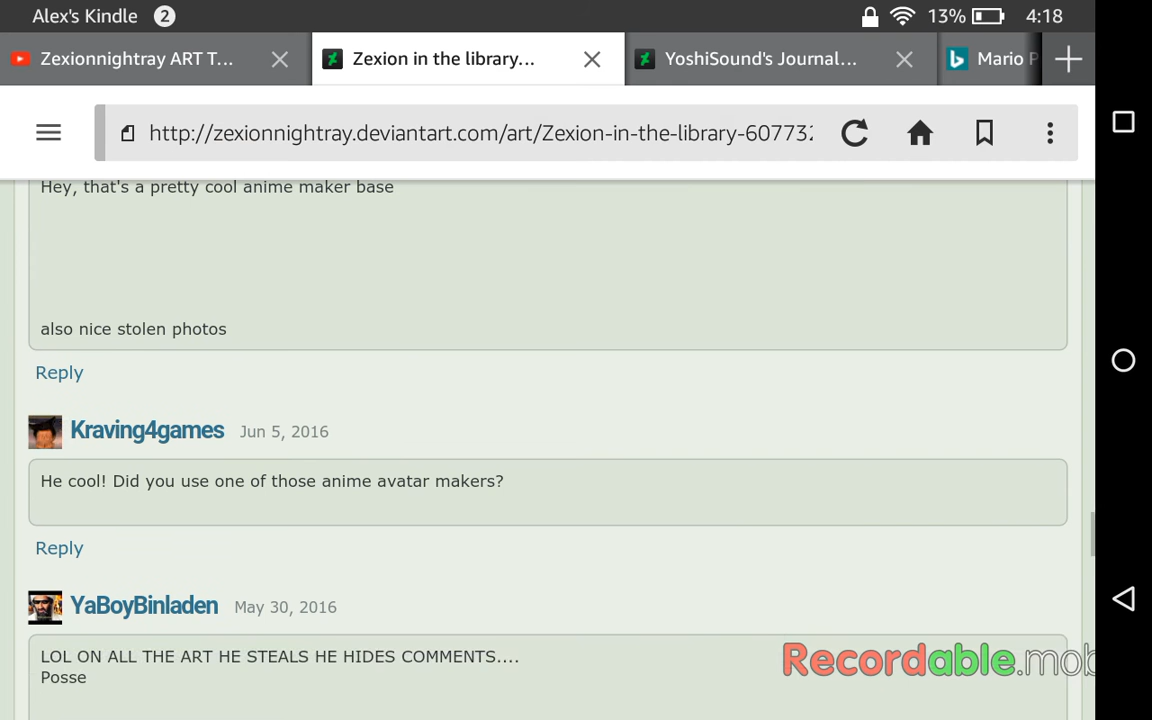 Alex's Kindle 2 13% 4:18
Zexionnightray ART T... Zexion in the library... YoshiSound's Journal... Mario P
http://zexionnightray.deviantart.com/art/Zexion-in-the-library-607732
Hey, that's a pretty cool anime maker base
also nice stolen photos
Reply
Kraving4games Jun 5, 2016
He cool! Did you use one of those anime avatar makers?
Reply
YaBoyBinladen May 30, 2016
LOL ON ALL THE ART HE STEALS HE HIDES COMMENTS....
Posse
Recordable.mob